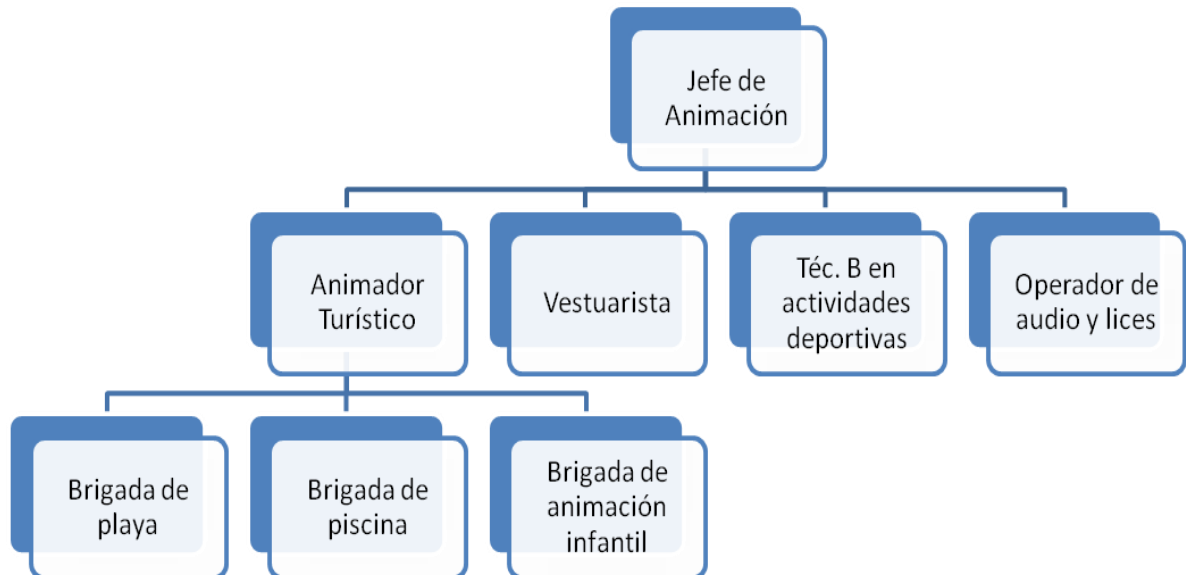 Jefe de
Animación
Animador
Turístico
Vestuarista
Téc. B en
actividades
deportivas
Operador de
audio y lices
Brigada de
playa
Brigada de
piscina
Brigada de
animación
infantil